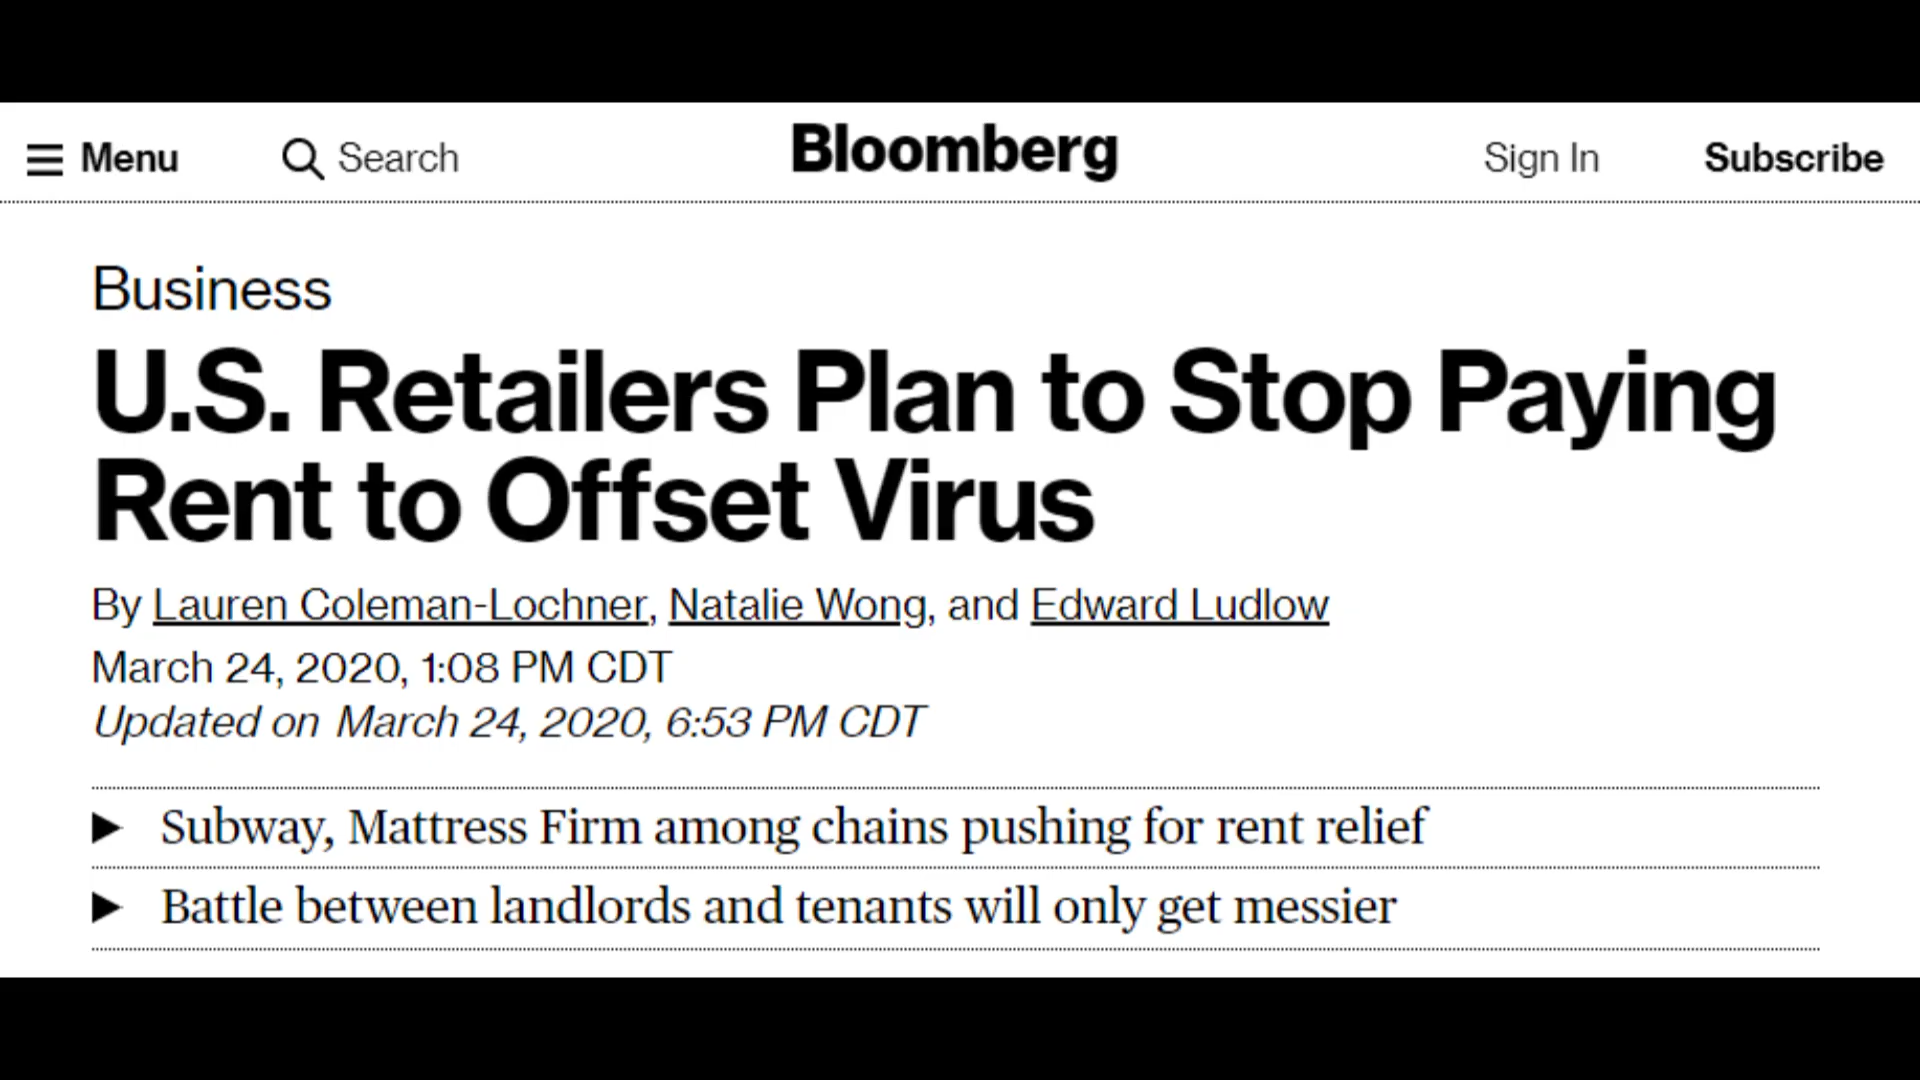 Menu Search Bloomberg Sign In Subscribe
Business
U.S. Retailers Plan to Stop Paying
Rent to Offset Virus
By Lauren Coleman-Lochner, Natalie Wong, and Edward Ludlow
March 24, 2020, 1:08 PM CDT
Updated on March 24, 2020, 6:53 PM CDT
Subway, Mattress Firm among chains pushing for rent relief
Battle between landlords and tenants will only get messier